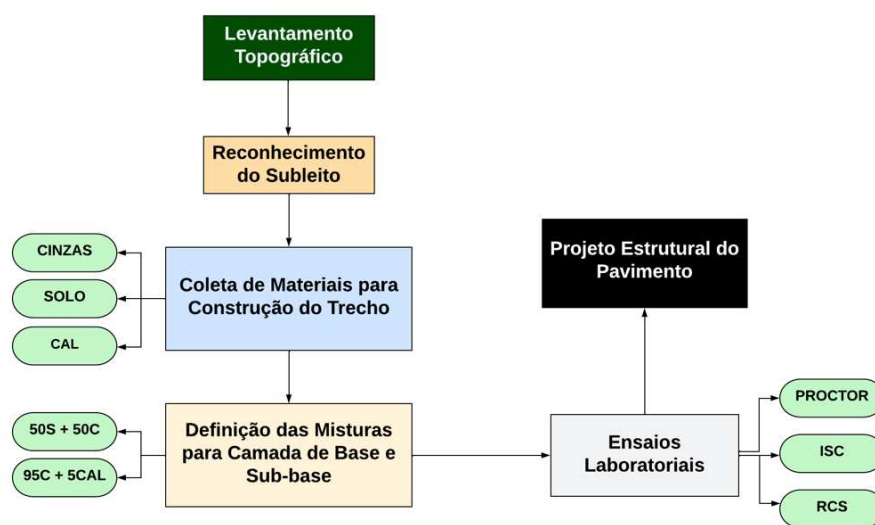 Levantamento
Topográfico
Reconhecimento
do Subleito
CINZAS
SOLO
CAL
Coleta de Materiais para
Construção do Trecho
Projeto Estrutural do
Pavimento
50S + 50C
95C + 5CAL
Definição das Misturas
para Camada de Base e
Sub-base
Ensaios
Laboratoriais
PROCTOR
ISC
RCS